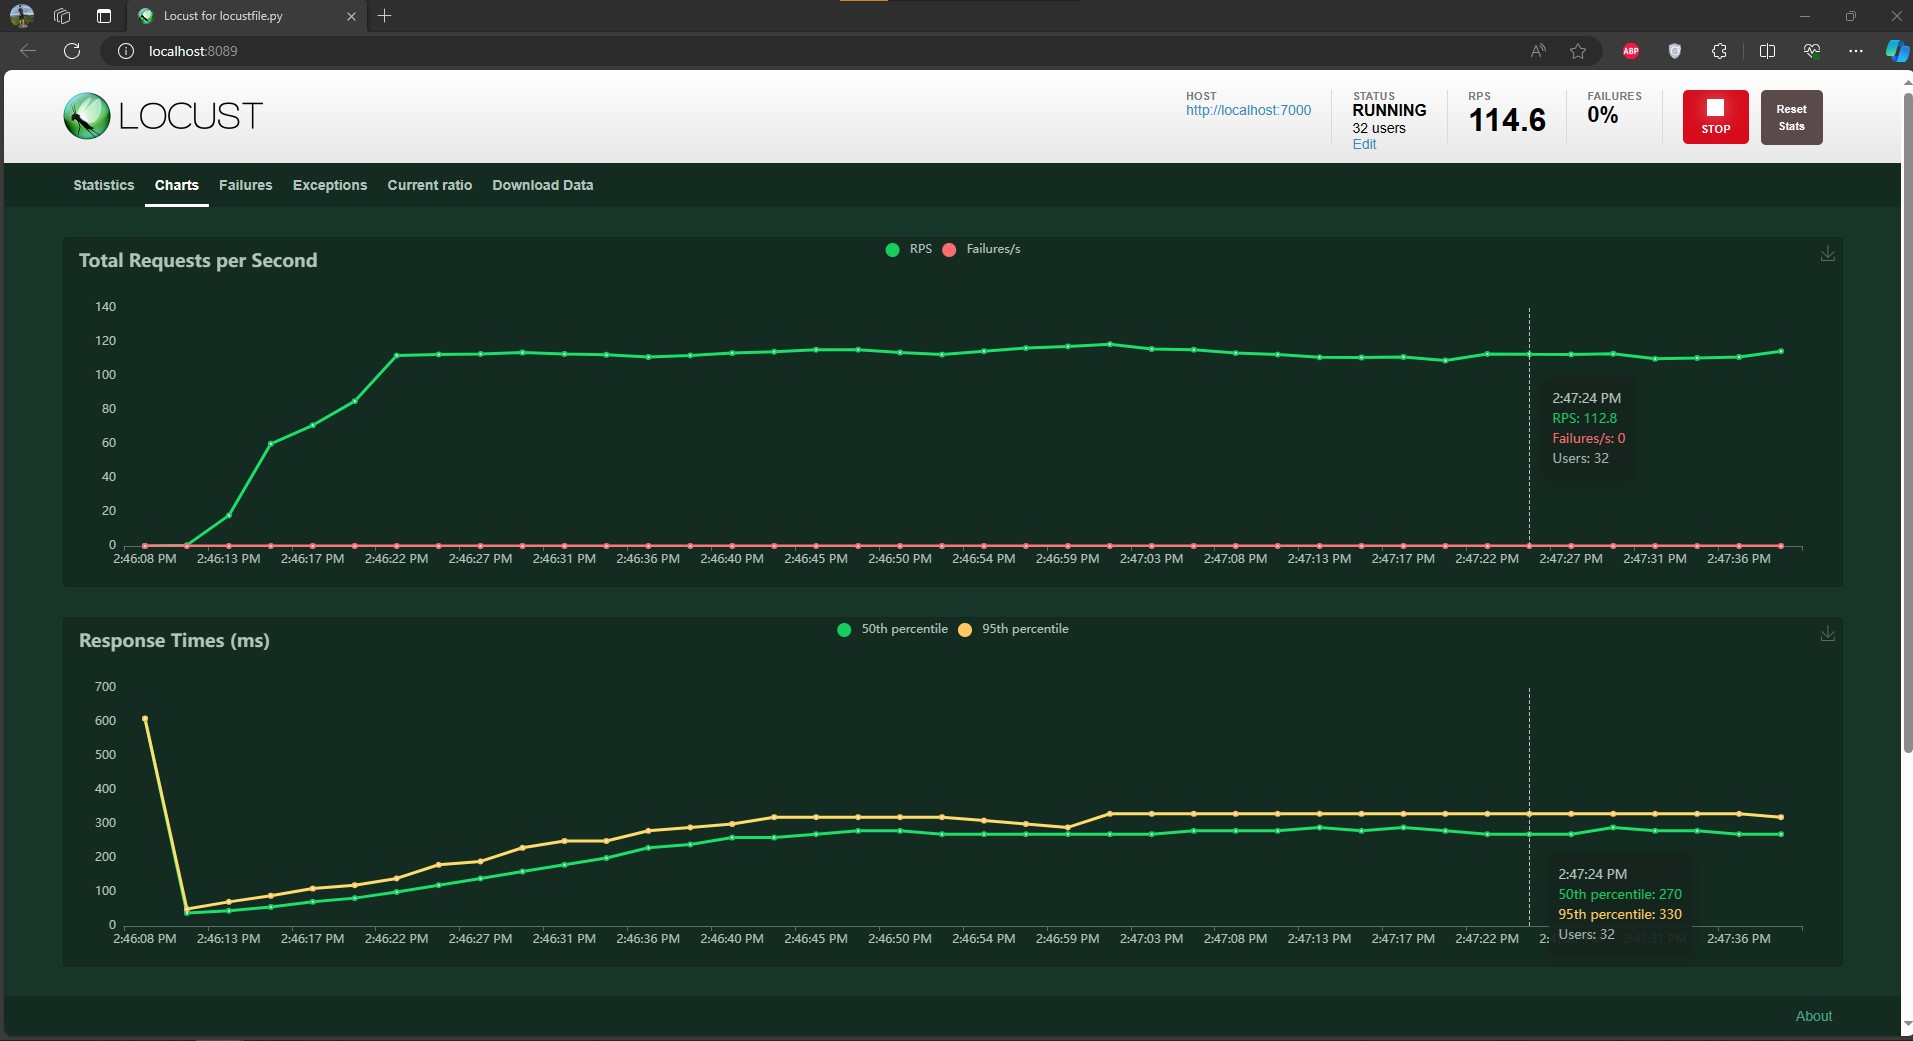 Locust for locustfile.py
localhost:8089
ABP
LOCUST
HOST
http://localhost:7000
STATUS
RUNNING
32 users
Edit
RPS
114.6
FAILURES
0%
STOP
Reset
Stats
Statistics Charts Failures Exceptions Current ratio Download Data
Total Requests per Second
RPS Failures/s
140
120
100
80
60
40
20
0
2:46:08 PM 2:46:13 PM 2:46:17 PM 2:46:22 PM 2:46:27 PM 2:46:31 PM 2:46:36 PM 2:46:40 PM 2:46:45 PM 2:46:50 PM 2:46:54 PM 2:46:59 PM 2:47:03 PM 2:47:08 PM 2:47:13 PM 2:47:17 PM 2:47:22 PM 2:47:27 PM 2:47:31 PM 2:47:36 PM
2:47:24 PM
RPS: 112.8
Failures/s: 0
Users: 32
Response Times (ms)
50th percentile 95th percentile
700
600
500
400
300
200
100
0
2:46:08 PM 2:46:13 PM 2:46:17 PM 2:46:22 PM 2:46:27 PM 2:46:31 PM 2:46:36 PM 2:46:40 PM 2:46:45 PM 2:46:50 PM 2:46:54 PM 2:46:59 PM 2:47:03 PM 2:47:08 PM 2:47:13 PM 2:47:17 PM 2:47:22 PM 2:47:31 PM 2:47:36 PM
2:47:24 PM
50th percentile: 270
95th percentile: 330
Users: 32
About